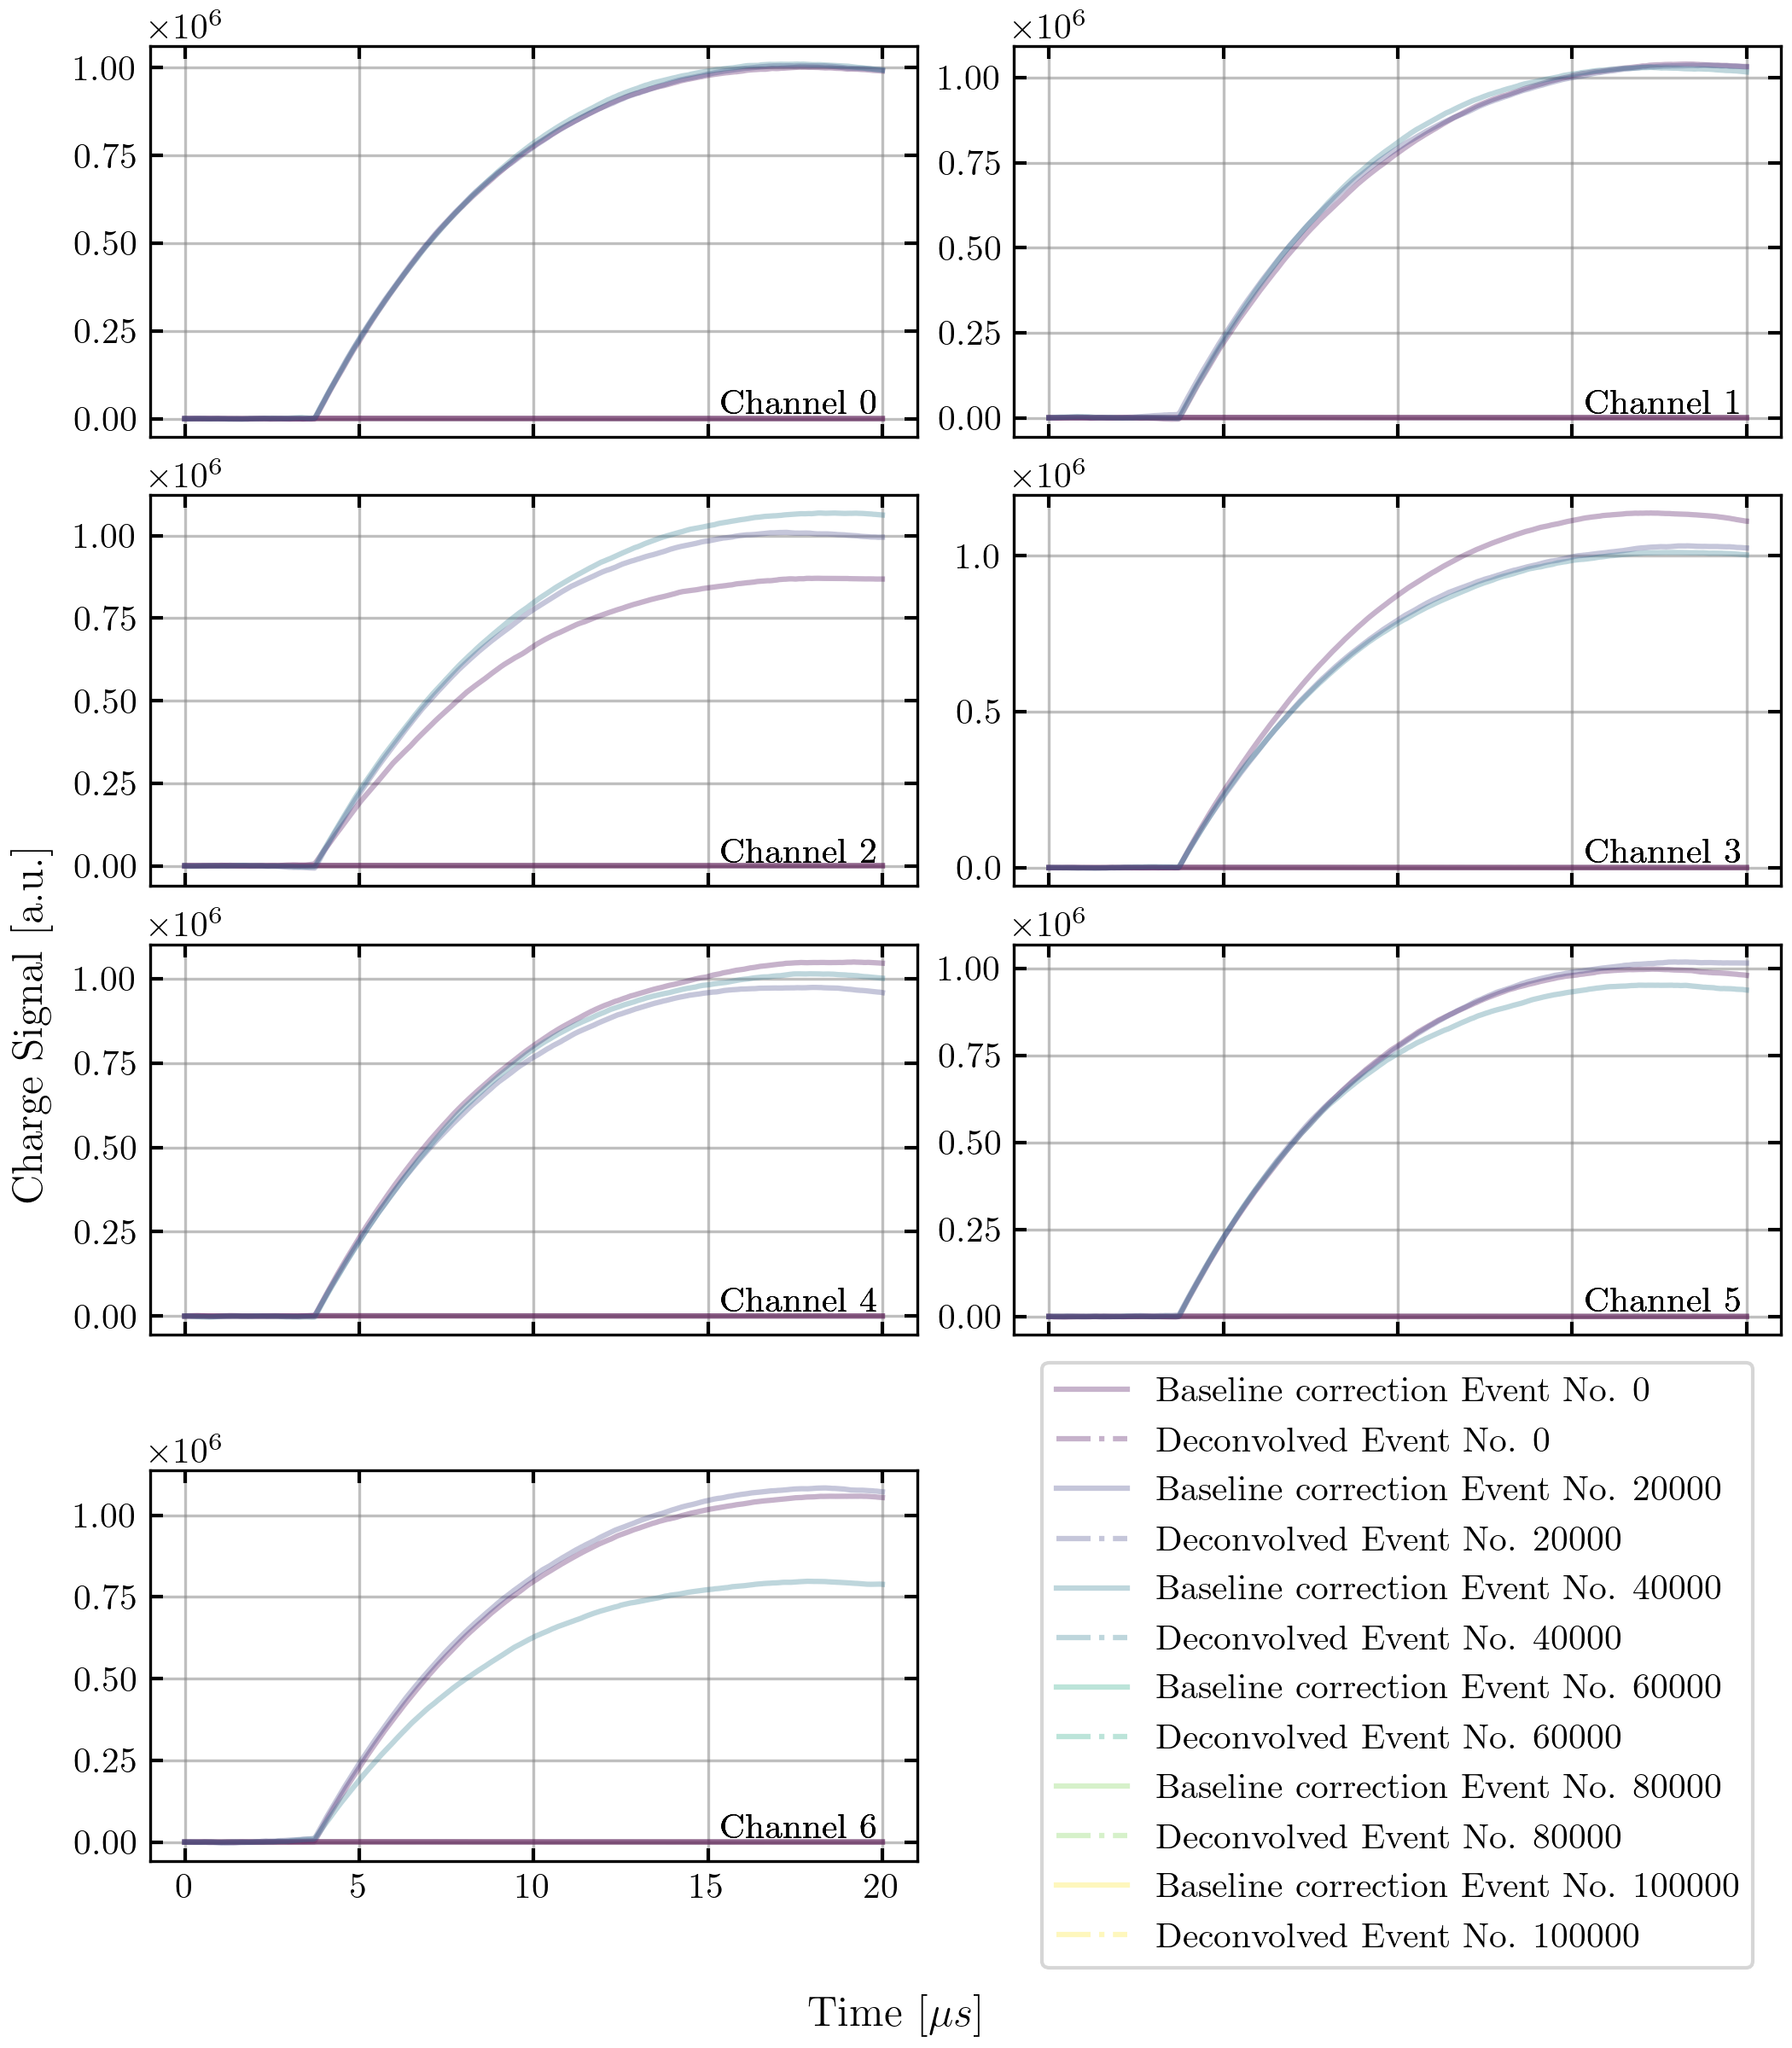 ×10⁶
1.00
0.75
0.50
0.25
0.00
Channel 0
×10⁶
1.00
0.75
0.50
0.25
0.00
Channel 1
×10⁶
1.00
0.75
0.50
0.25
0.00
Channel 2
×10⁶
1.0
0.5
0.0
Channel 3
×10⁶
1.00
0.75
0.50
0.25
0.00
Channel 4
×10⁶
1.00
0.75
0.50
0.25
0.00
Channel 5
×10⁶
1.00
0.75
0.50
0.25
0.00
Channel 6
0 5 10 15 20
Baseline correction Event No. 0
Deconvolved Event No. 0
Baseline correction Event No. 20000
Deconvolved Event No. 20000
Baseline correction Event No. 40000
Deconvolved Event No. 40000
Baseline correction Event No. 60000
Deconvolved Event No. 60000
Baseline correction Event No. 80000
Deconvolved Event No. 80000
Baseline correction Event No. 100000
Deconvolved Event No. 100000
Charge Signal [a.u.]
Time [μs]